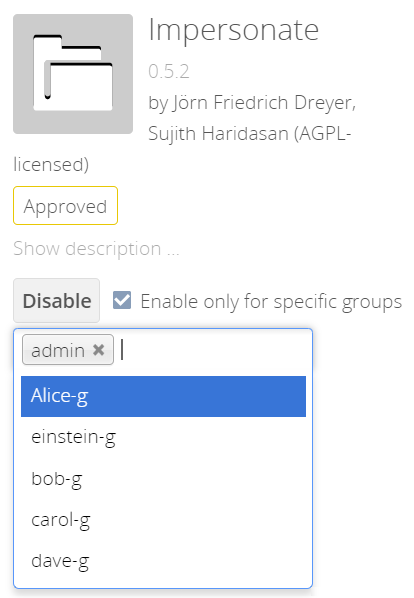 Impersonate
0.5.2
by Jörn Friedrich Dreyer,
Sujith Haridasan (AGPL-
licensed)
Approved
Show description ...
Disable Enable only for specific groups
admin
Alice-g
einstein-g
bob-g
carol-g
dave-g